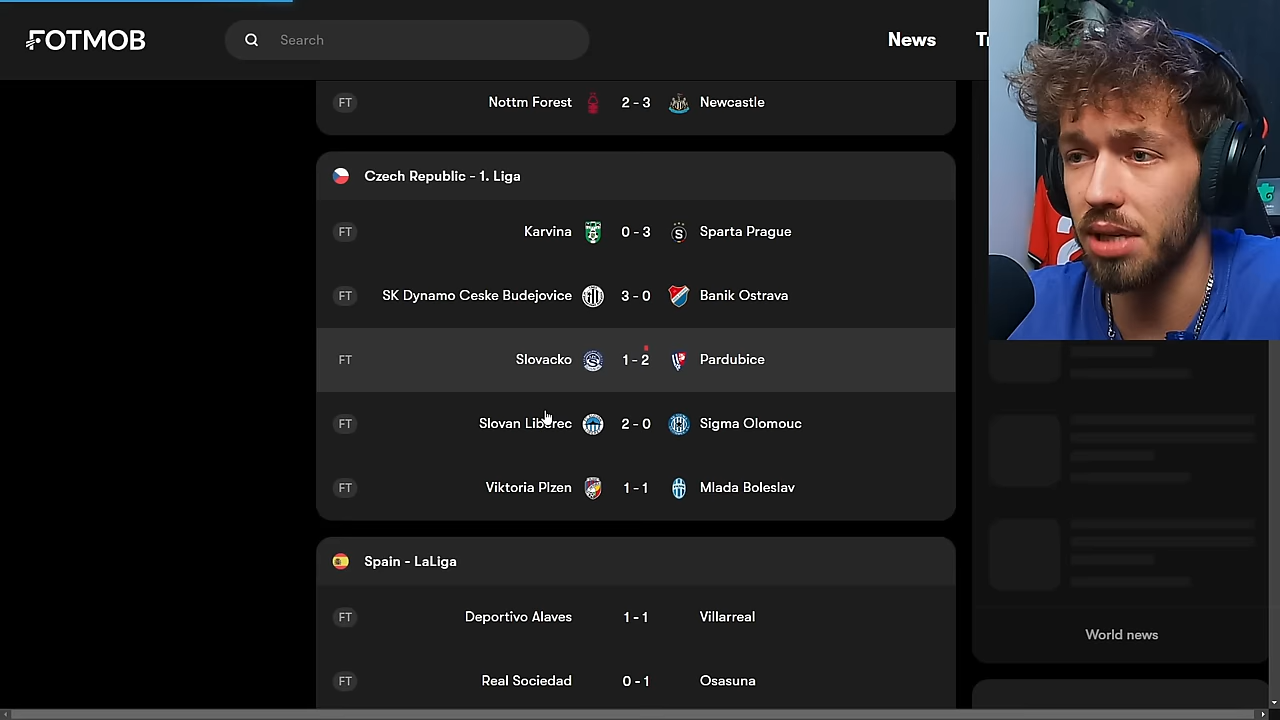 FOTMOB Search News Tr
FT Nottm Forest 2 - 3 Newcastle
Czech Republic - 1. Liga
FT Karvina 0 - 3 Sparta Prague
FT SK Dynamo Ceske Budejovice 3 - 0 Banik Ostrava
FT Slovacko 1 - 2 Pardubice
FT Slovan Liberec 2 - 0 Sigma Olomouc
FT Viktoria Plzen 1 - 1 Mlada Boleslav
Spain - LaLiga
FT Deportivo Alaves 1 - 1 Villarreal
World news
FT Real Sociedad 0 - 1 Osasuna